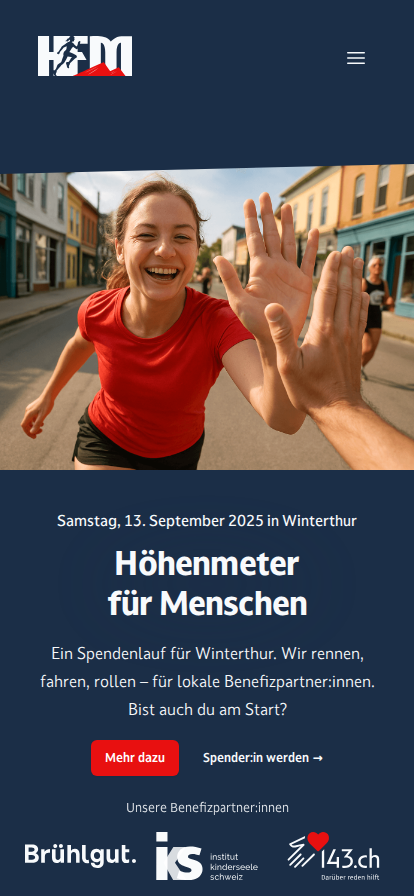 HFM
Samstag, 13. September 2025 in Winterthur
Höhenmeter
für Menschen
Ein Spendenlauf für Winterthur. Wir rennen,
fahren, rollen – für lokale Benefizpartner:innen.
Bist auch du am Start?
Mehr dazu
Spender:in werden →
Unsere Benefizpartner:innen
Brühlgut.
iks
institut
kinderseele
schweiz
143.ch
Darüber reden hilft